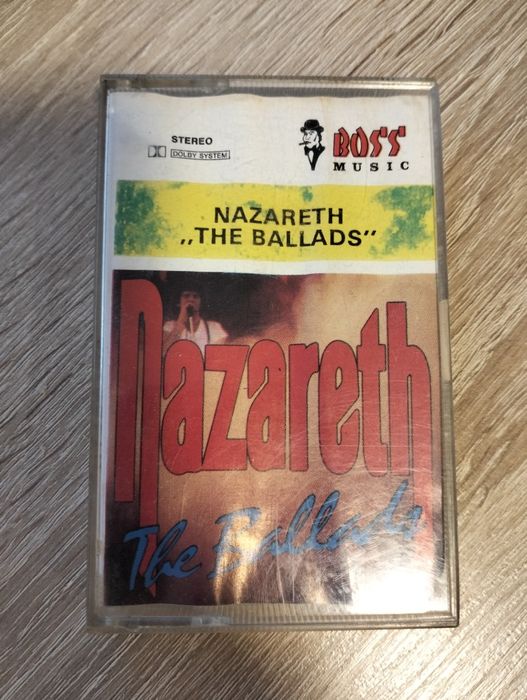 STEREO
DOLBY SYSTEM
BOSS
MUSIC
NAZARETH
,,THE BALLADS"
Nazareth
The Ballads